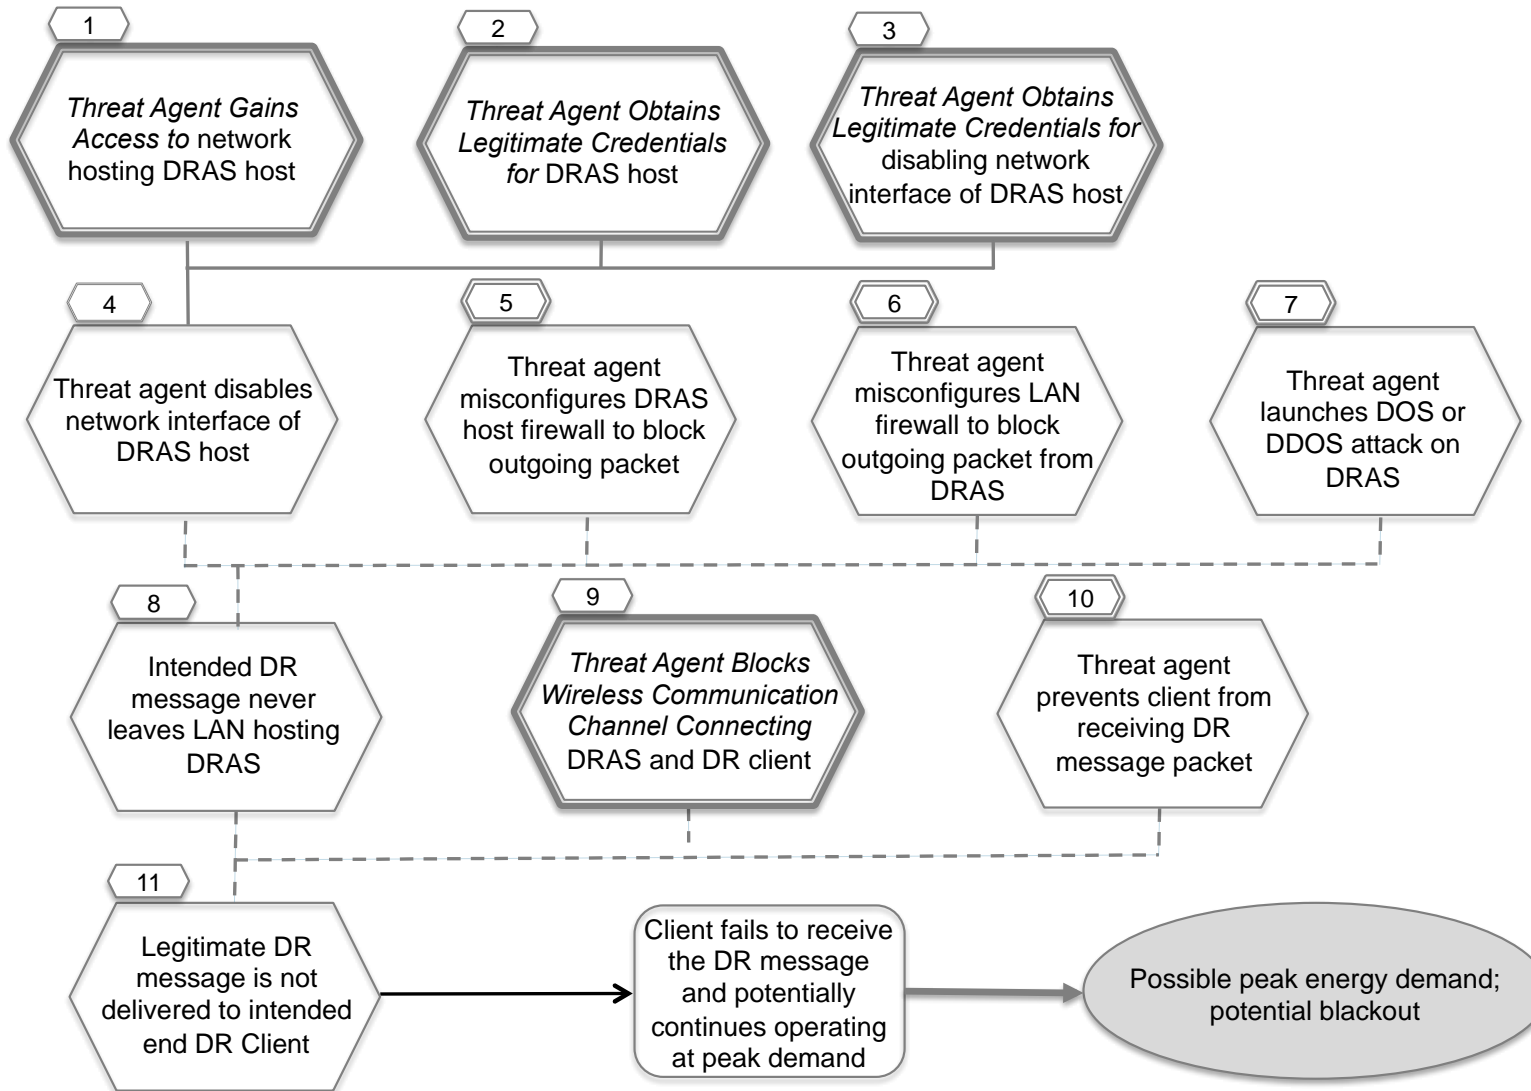 1
Threat Agent Gains
Access to network
hosting DRAS host
2
Threat Agent Obtains
Legitimate Credentials
for DRAS host
3
Threat Agent Obtains
Legitimate Credentials for
disabling network
interface of DRAS host
4
Threat agent disables
network interface of
DRAS host
5
Threat agent
misconfigures DRAS
host firewall to block
outgoing packet
6
Threat agent
misconfigures LAN
firewall to block
outgoing packet from
DRAS
7
Threat agent
launches DOS or
DDOS attack on
DRAS
8
Intended DR
message never
leaves LAN hosting
DRAS
9
Threat Agent Blocks
Wireless Communication
Channel Connecting
DRAS and DR client
10
Threat agent
prevents client from
receiving DR
message packet
11
Legitimate DR
message is not
delivered to intended
end DR Client
Client fails to receive
the DR message
and potentially
continues operating
at peak demand
Possible peak energy demand;
potential blackout